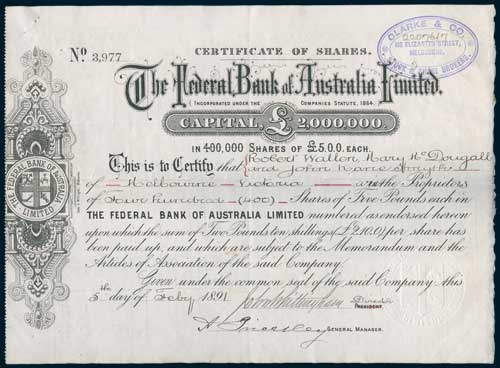 CERTIFICATE OF SHARES.
No 3,977
CLARKE & CO.
ELIZABETH STREET,
MELBOURNE.
The Federal Bank of Australia Limited.
(INCORPORATED UNDER THE COMPANIES STATUTE, 1864.
CAPITAL £ 2,000,000
IN 400,000 SHARES OF £5.0.0. EACH.
This is to Certify that Robert Wallon, Mary McDougall
and John
of Melbourne Victoria are the Proprietors
of Four hundred (400) Shares of Five Pounds each in
THE FEDERAL BANK OF AUSTRALIA LIMITED numbered as endorsed hereon
upon which the sum of Two Pounds ten shillings (£2.10.0) per share has
been paid up, and which are subject to the Memorandum and the
Articles of Association of the said Company.
Given under the common seal of the said Company this
5th day of Feby 1891
Director
PRESIDENT.
GENERAL MANAGER.
THE FEDERAL BANK OF AUSTRALIA
LIMITED